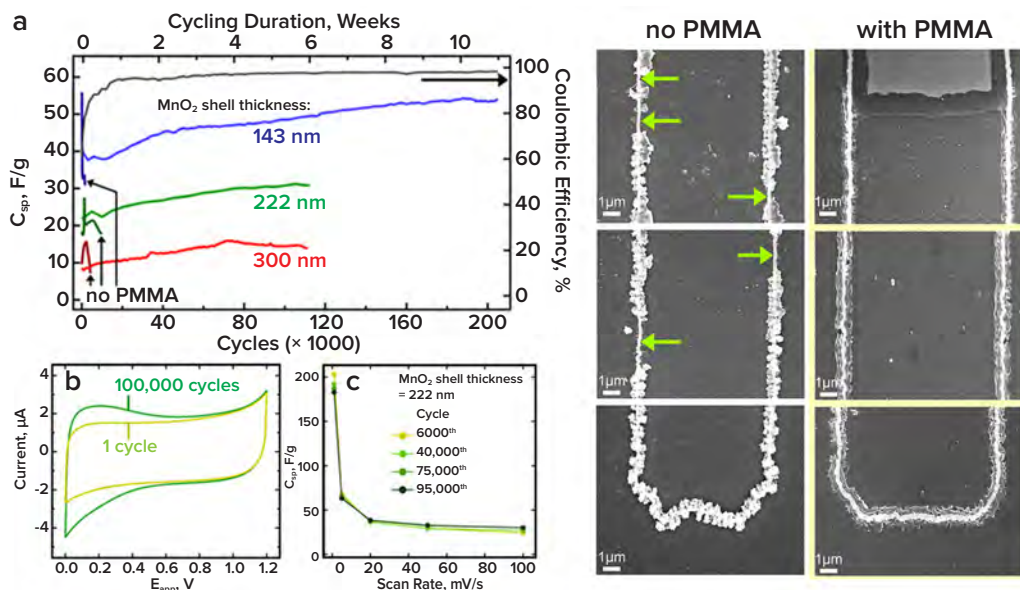 a
Cycling Duration, Weeks
0 2 4 6 8 10
60
50
40
30
20
10
0
C_sp, F/g
100
80
60
40
20
0
Coulombic Efficiency, %
MnO₂ shell thickness:
143 nm
222 nm
300 nm
no PMMA
0 40 80 120 160 200
Cycles (× 1000)
b
100,000 cycles
1 cycle
4
2
0
-2
-4
Current, µA
0.0 0.2 0.4 0.6 0.8 1.0 1.2
V
c
MnO₂ shell thickness
= 222 nm
Cycle
6000th
40,000th
75,000th
95,000th
200
150
100
50
0
C_sp, F/g
0 20 40 60 80 100
Scan Rate, mV/s
no PMMA
with PMMA
1µm
1µm
1µm
1µm
1µm
1µm